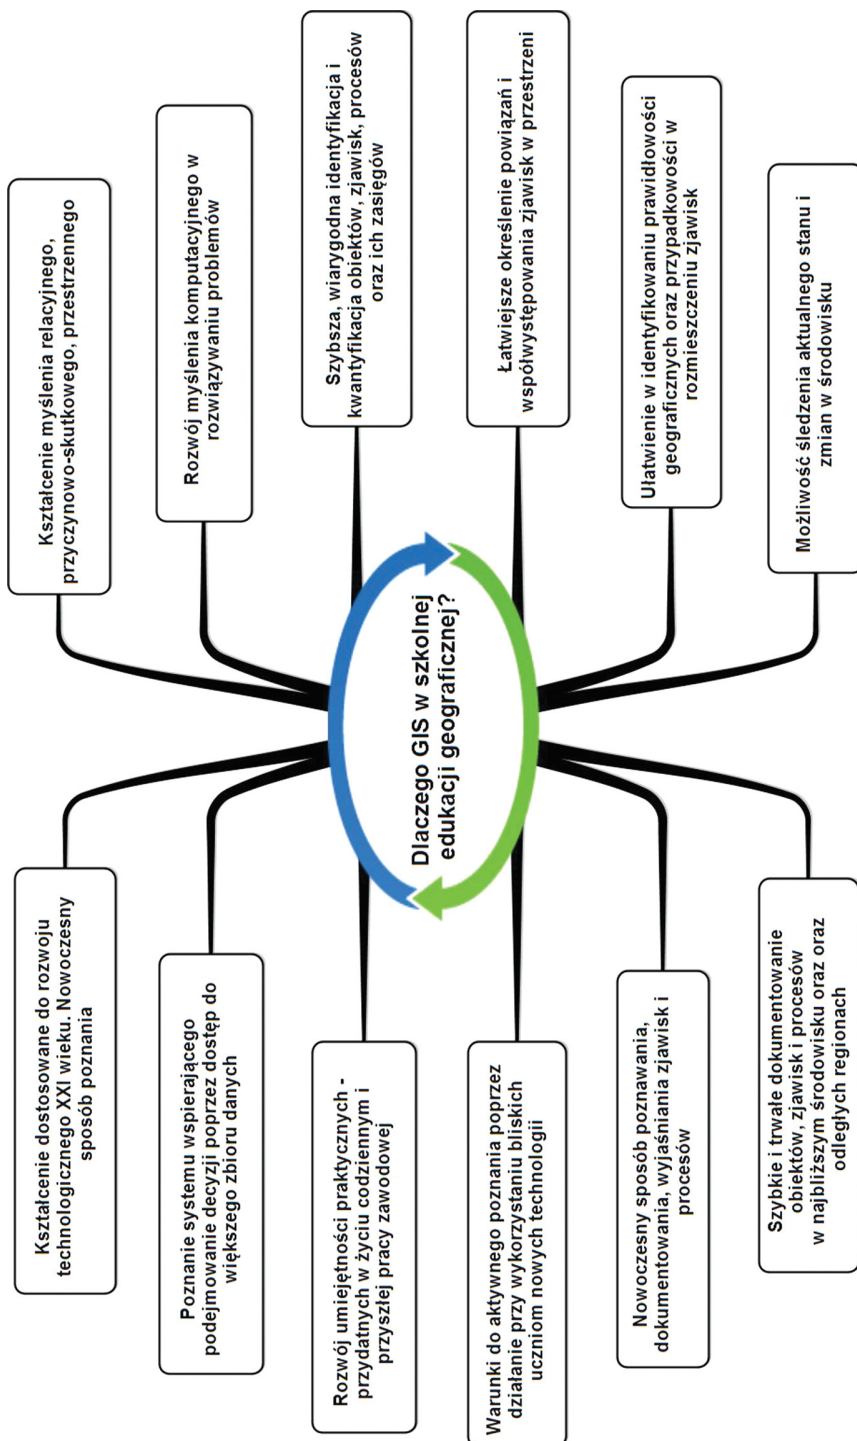 Dlaczego GIS w szkolnej
edukacji geograficznej?
Kształcenie dostosowane do rozwoju
technologicznego XXI wieku. Nowoczesny
sposób poznania
Poznanie systemu wspierającego
podejmowanie decyzji poprzez dostęp do
większego zbioru danych
Rozwój umiejętności praktycznych -
przydatnych w życiu codziennym i
przyszłej pracy zawodowej
Warunki do aktywnego poznania poprzez
działanie przy wykorzystaniu bliskich
uczniom nowych technologii
Nowoczesny sposób poznawania,
dokumentowania, wyjaśniania zjawisk i
procesów
Szybkie i trwałe dokumentowanie
obiektów, zjawisk i procesów
w najbliższym środowisku oraz oraz
odległych regionach
Kształcenie myślenia relacyjnego,
przyczynowo-skutkowego, przestrzennego
Rozwój myślenia komputacyjnego w
rozwiązywaniu problemów
Szybsza, wiarygodna identyfikacja i
kwantyfikacja obiektów, zjawisk, procesów
oraz ich zasięgów
Łatwiejsze określenie powiązań i
współwystępowania zjawisk w przestrzeni
Ułatwienie w identyfikowaniu prawidłowości
geograficznych oraz przypadkowości w
rozmieszczeniu zjawisk
Możliwość śledzenia aktualnego stanu i
zmian w środowisku